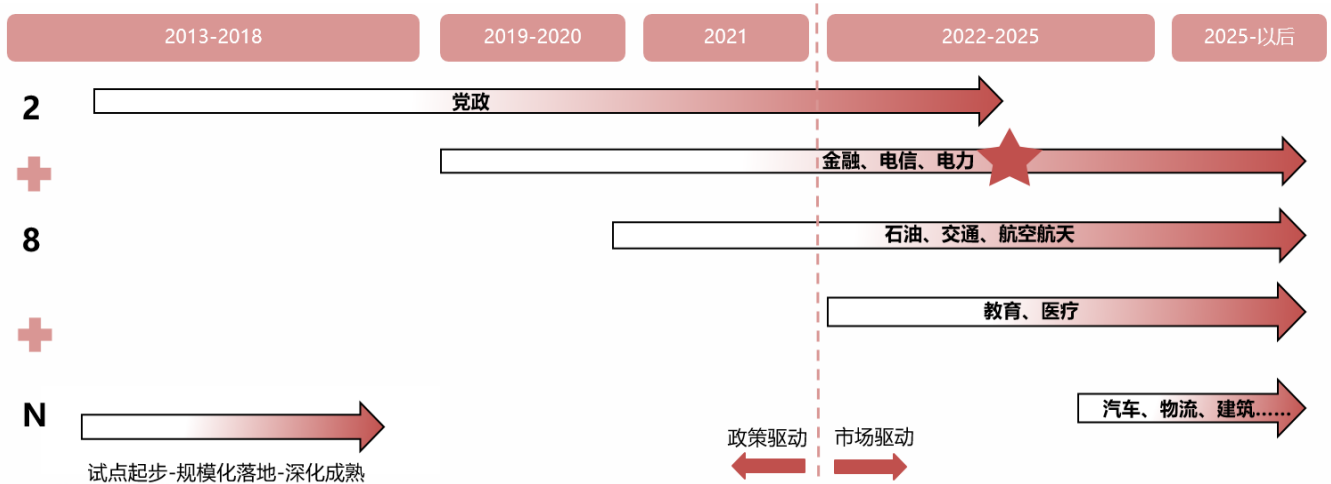 2013-2018
2019-2020
2021
2022-2025
2025-以后
2
党政
金融、电信、电力
8
石油、交通、航空航天
教育、医疗
N
汽车、物流、建筑......
政策驱动
市场驱动
试点起步-规模化落地-深化成熟